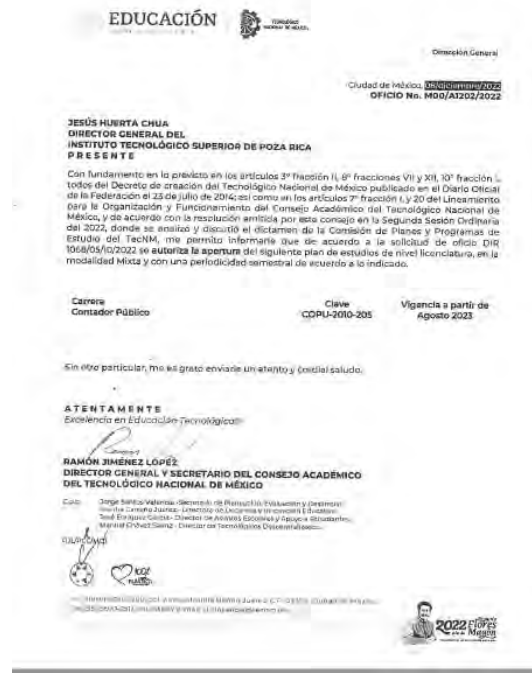 EDUCACIÓN
TECNOLÓGICO NACIONAL DE MÉXICO
Dirección General
Ciudad de México, 06/diciembre/2022
OFICIO No. M00/A1202/2022
JESÚS HUERTA CHUA
DIRECTOR GENERAL DEL
INSTITUTO TECNOLÓGICO SUPERIOR DE POZA RICA
P R E S E N T E
Con fundamento en lo previsto en los artículos 3° fracción II, 8° fracciones VII y XII, 10° fracción
todos del Decreto de creación del Tecnológico Nacional de México publicado en el Diario Oficial
de la Federación el 23 de julio de 2014; así como en los artículos 7° fracción I, y 20 del Lineamiento
para la Organización y Funcionamiento del Consejo Académico del Tecnológico Nacional de
México, y de acuerdo con la resolución emitida por este consejo en la Segunda Sesión Ordinaria
del 2022, donde se analizó y discutió el dictamen de la Comisión de Planes y Programas de
Estudio del TecNM, me permito informarle que de acuerdo a la solicitud de oficio DIR
1068/05/10/2022 se autoriza la apertura del siguiente plan de estudios de nivel licenciatura, en la
modalidad Mixta y con una periodicidad semestral de acuerdo a lo indicado.
Carrera Clave Vigencia a partir de
Contador Público COPU-2010-205 Agosto 2023
Sin otro particular, me es grato enviarle un atento y cordial saludo.
A T E N T A M E N T E
Excelencia en Educación Tecnológica®
RAMÓN JIMÉNEZ LÓPEZ
DIRECTOR GENERAL Y SECRETARIO DEL CONSEJO ACADÉMICO
DEL TECNOLÓGICO NACIONAL DE MÉXICO
2022 Flores
Magón